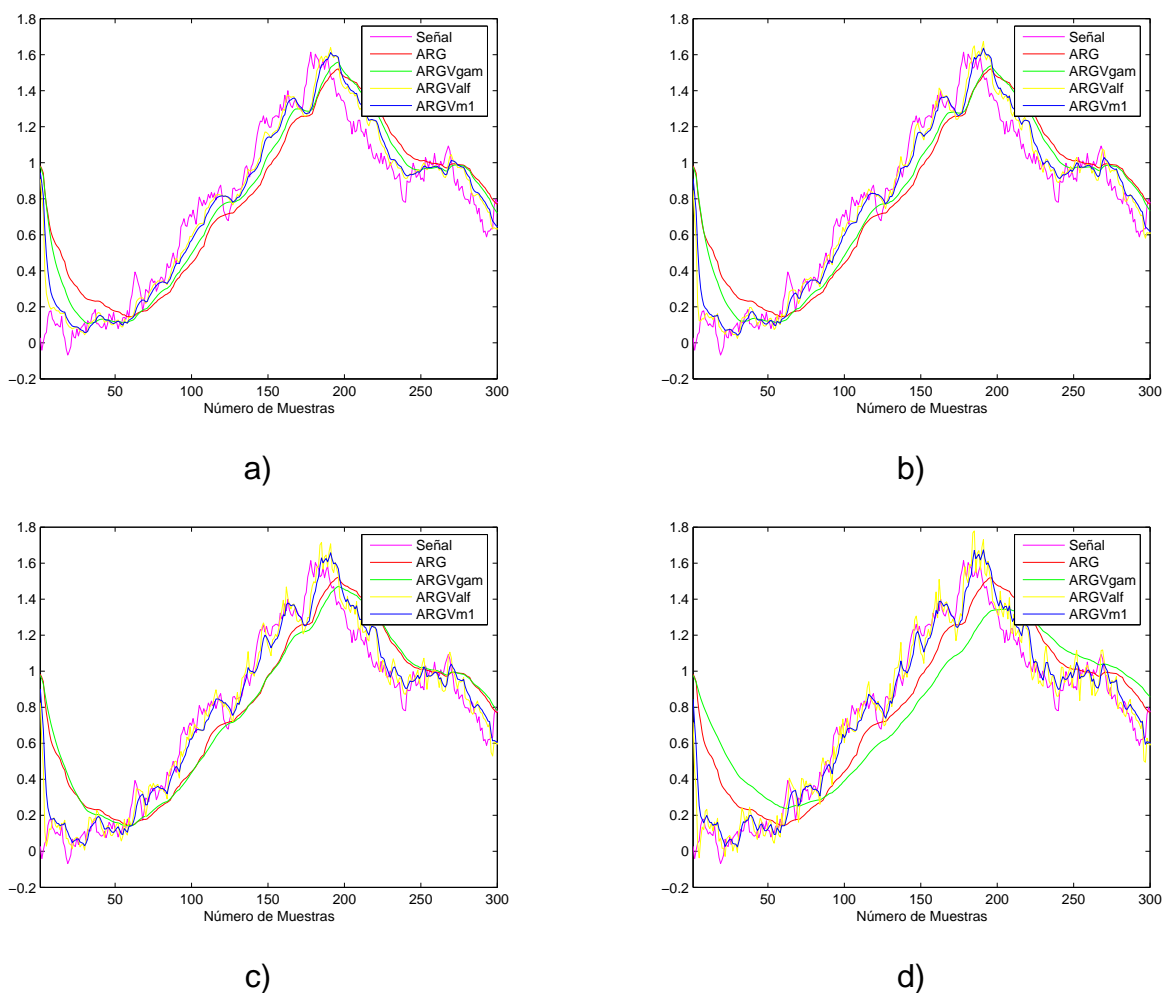 1.8
1.6
1.4
1.2
1
0.8
0.6
0.4
0.2
0
−0.2
50
100
150
200
250
300
Número de Muestras
Señal
ARG
ARGVgam
ARGValf
ARGVm1
a)
1.8
1.6
1.4
1.2
1
0.8
0.6
0.4
0.2
0
−0.2
50
100
150
200
250
300
Número de Muestras
Señal
ARG
ARGVgam
ARGValf
ARGVm1
b)
1.8
1.6
1.4
1.2
1
0.8
0.6
0.4
0.2
0
−0.2
50
100
150
200
250
300
Número de Muestras
Señal
ARG
ARGVgam
ARGValf
ARGVm1
c)
1.8
1.6
1.4
1.2
1
0.8
0.6
0.4
0.2
0
−0.2
50
100
150
200
250
300
Número de Muestras
Señal
ARG
ARGVgam
ARGValf
ARGVm1
d)